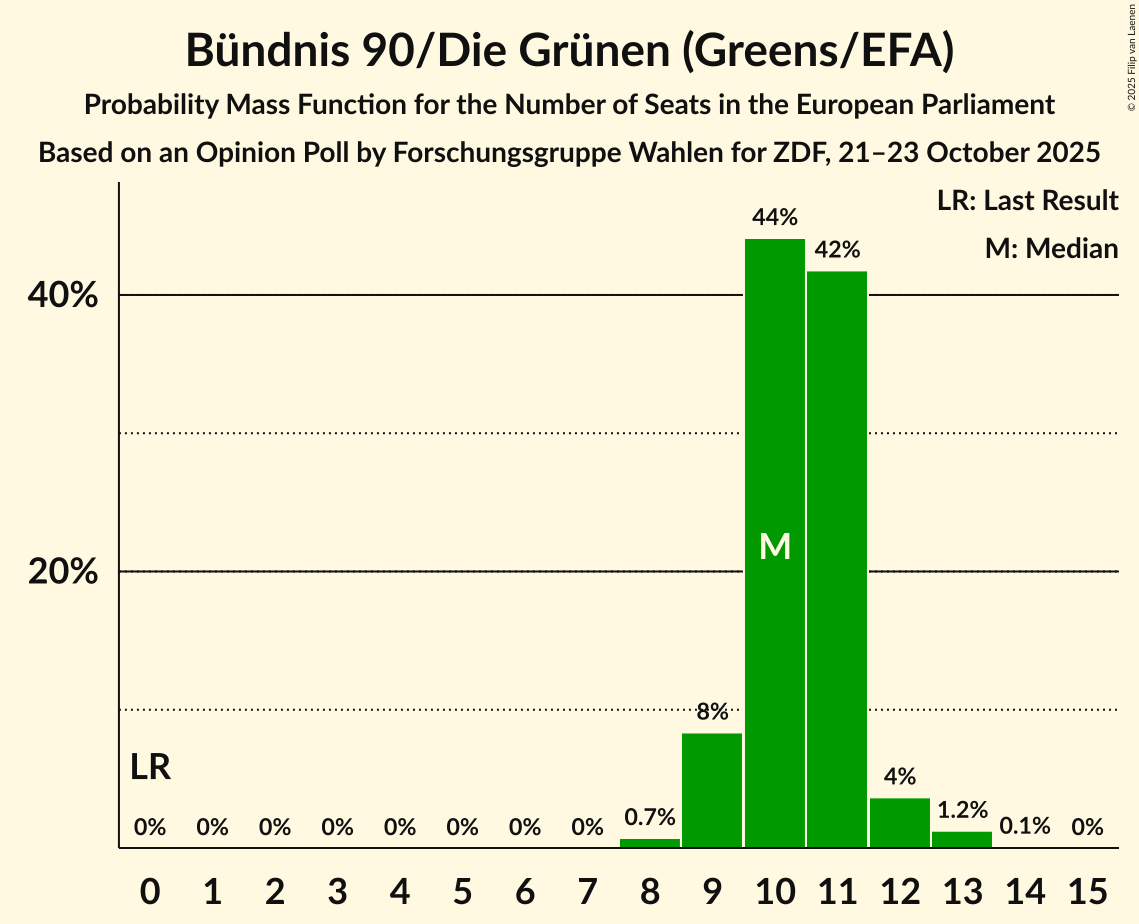 Bündnis 90/Die Grünen (Greens/EFA)
Probability Mass Function for the Number of Seats in the European Parliament
Based on an Opinion Poll by Forschungsgruppe Wahlen for ZDF, 21–23 October 2025
© 2025 Filip van Laenen
LR: Last Result
M: Median
44%
42%
40%
M
20%
8%
LR
4%
0% 0% 0% 0% 0% 0% 0% 0% 0.7% 1.2% 0.1% 0%
0 1 2 3 4 5 6 7 8 9 10 11 12 13 14 15